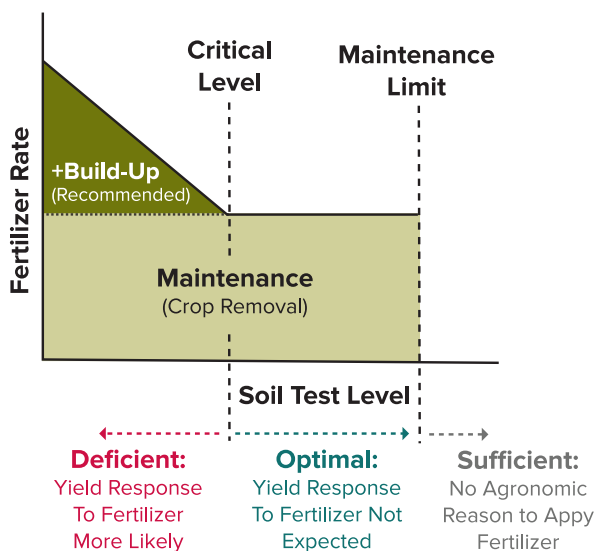 Critical
Level
Maintenance
Limit
Fertilizer Rate
+Build-Up
(Recommended)
Maintenance
(Crop Removal)
Soil Test Level
Deficient:
Yield Response
To Fertilizer
More Likely
Optimal:
Yield Response
To Fertilizer Not
Expected
Sufficient:
No Agronomic
Reason to Appy
Fertilizer